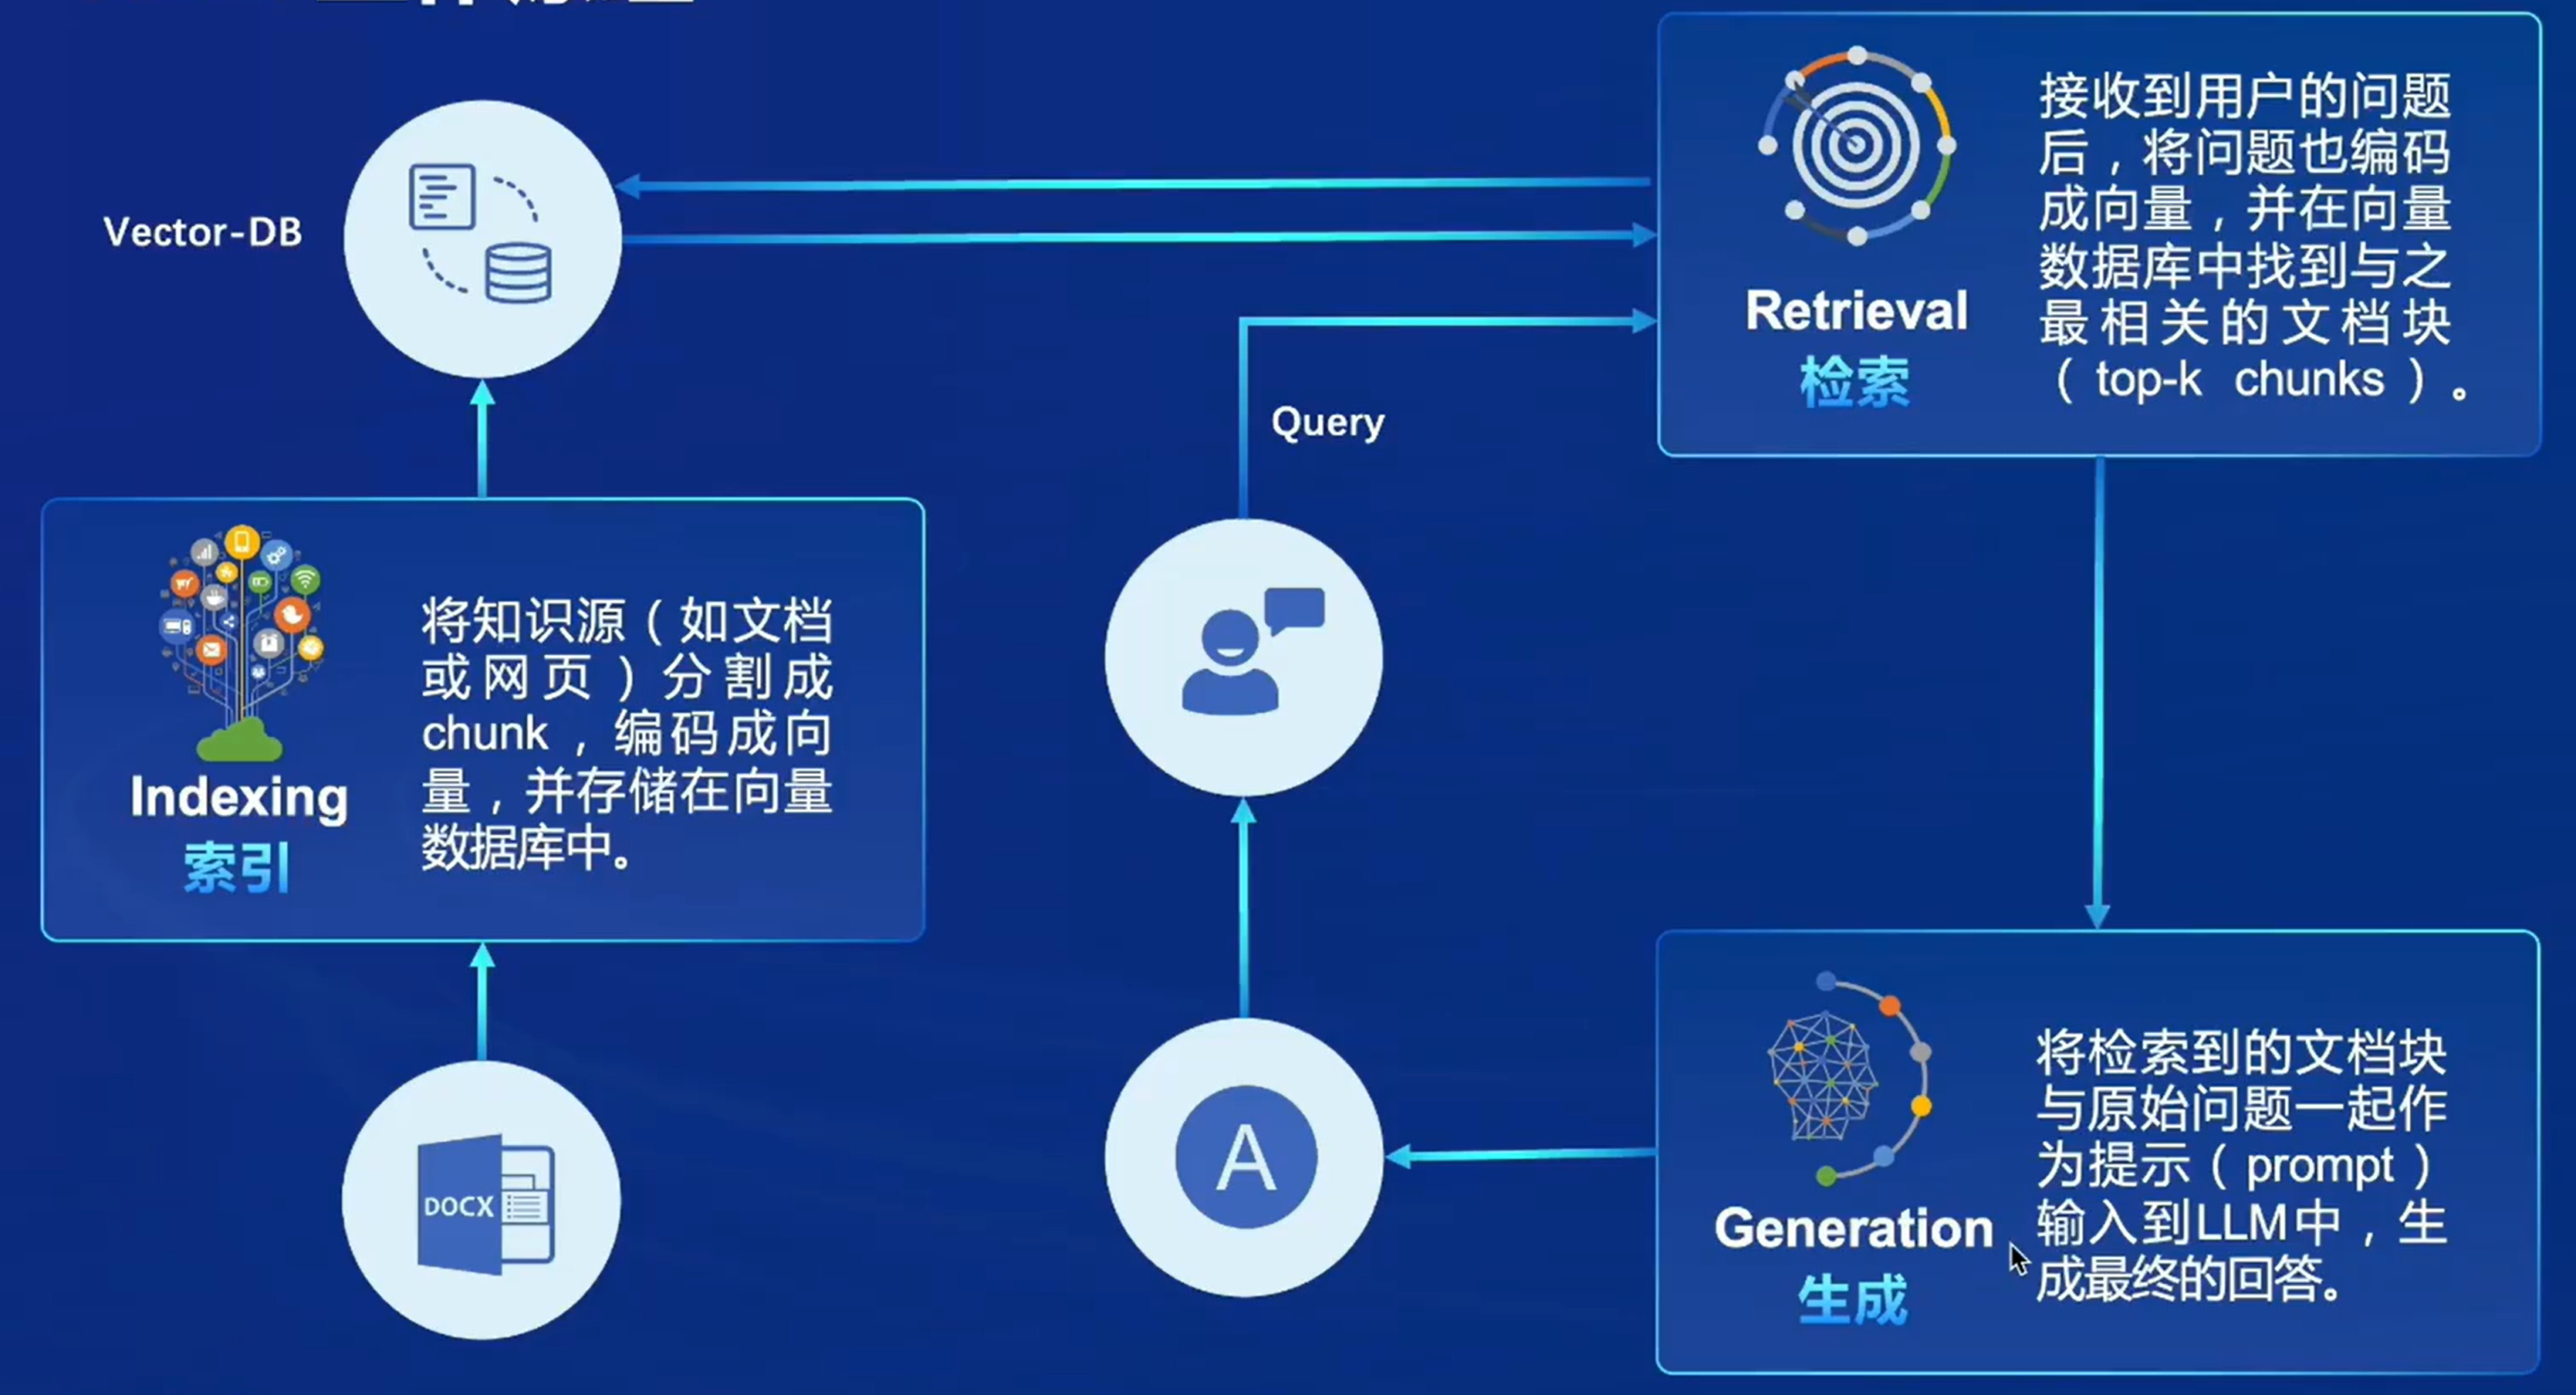 Vector-DB
接收到用户的问题
后，将问题也编码
成向量，并在向量
数据库中找到与之
最相关的文档块
（top-k chunks）。
Retrieval
检索
Query
将知识源（如文档
或网页）分割成
chunk，编码成向
量，并存储在向量
数据库中。
Indexing
索引
DOCX
A
将检索到的文档块
与原始问题一起作
为提示（prompt）
输入到LLM中，生
成最终的回答。
Generation
生成